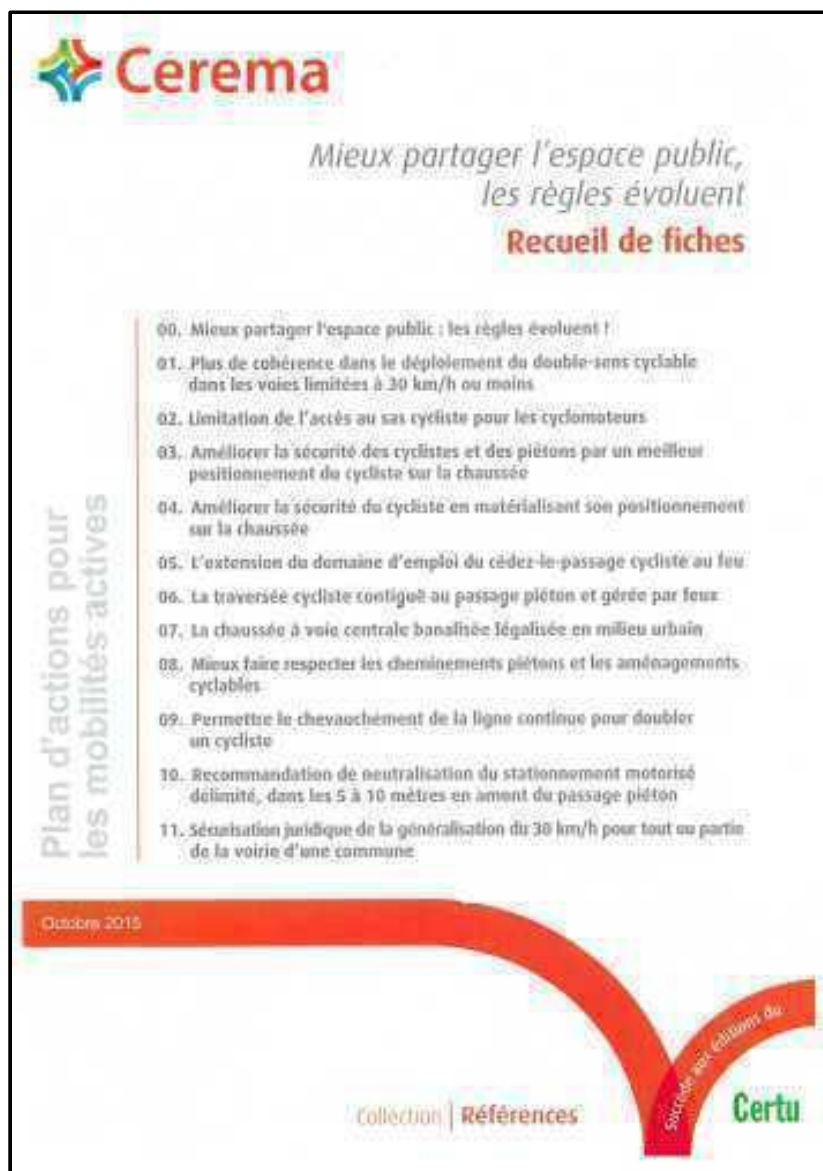 Cerema
Mieux partager l'espace public,
les règles évoluent
Recueil de fiches
00. Mieux partager l'espace public : les règles évoluent !
01. Plus de cohérence dans le déploiement du double-sens cyclable
dans les voies limitées à 30 km/h ou moins
02. Limitation de l'accès au sas cycliste pour les cyclomoteurs
03. Améliorer la sécurité des cyclistes et des piétons par un meilleur
positionnement du cycliste sur la chaussée
04. Améliorer la sécurité du cycliste en matérialisant son positionnement
sur la chaussée
05. L'extension du domaine d'emploi du cédez-le-passage cycliste au feu
06. La traversée cycliste contiguë au passage piéton et gérée par feux
07. La chaussée à voie centrale banalisée légalisée en milieu urbain
08. Mieux faire respecter les cheminements piétons et les aménagements
cyclables
09. Permettre le chevauchement de la ligne continue pour doubler
un cycliste
10. Recommandation de neutralisation du stationnement motorisé
délimité, dans les 5 à 10 mètres en amont du passage piéton
11. Sécurisation juridique de la généralisation du 30 km/h pour tout ou partie
de la voirie d'une commune
Plan d'actions pour
les mobilités actives
Octobre 2015
Succède aux éditions du
Certu
Collection | Références